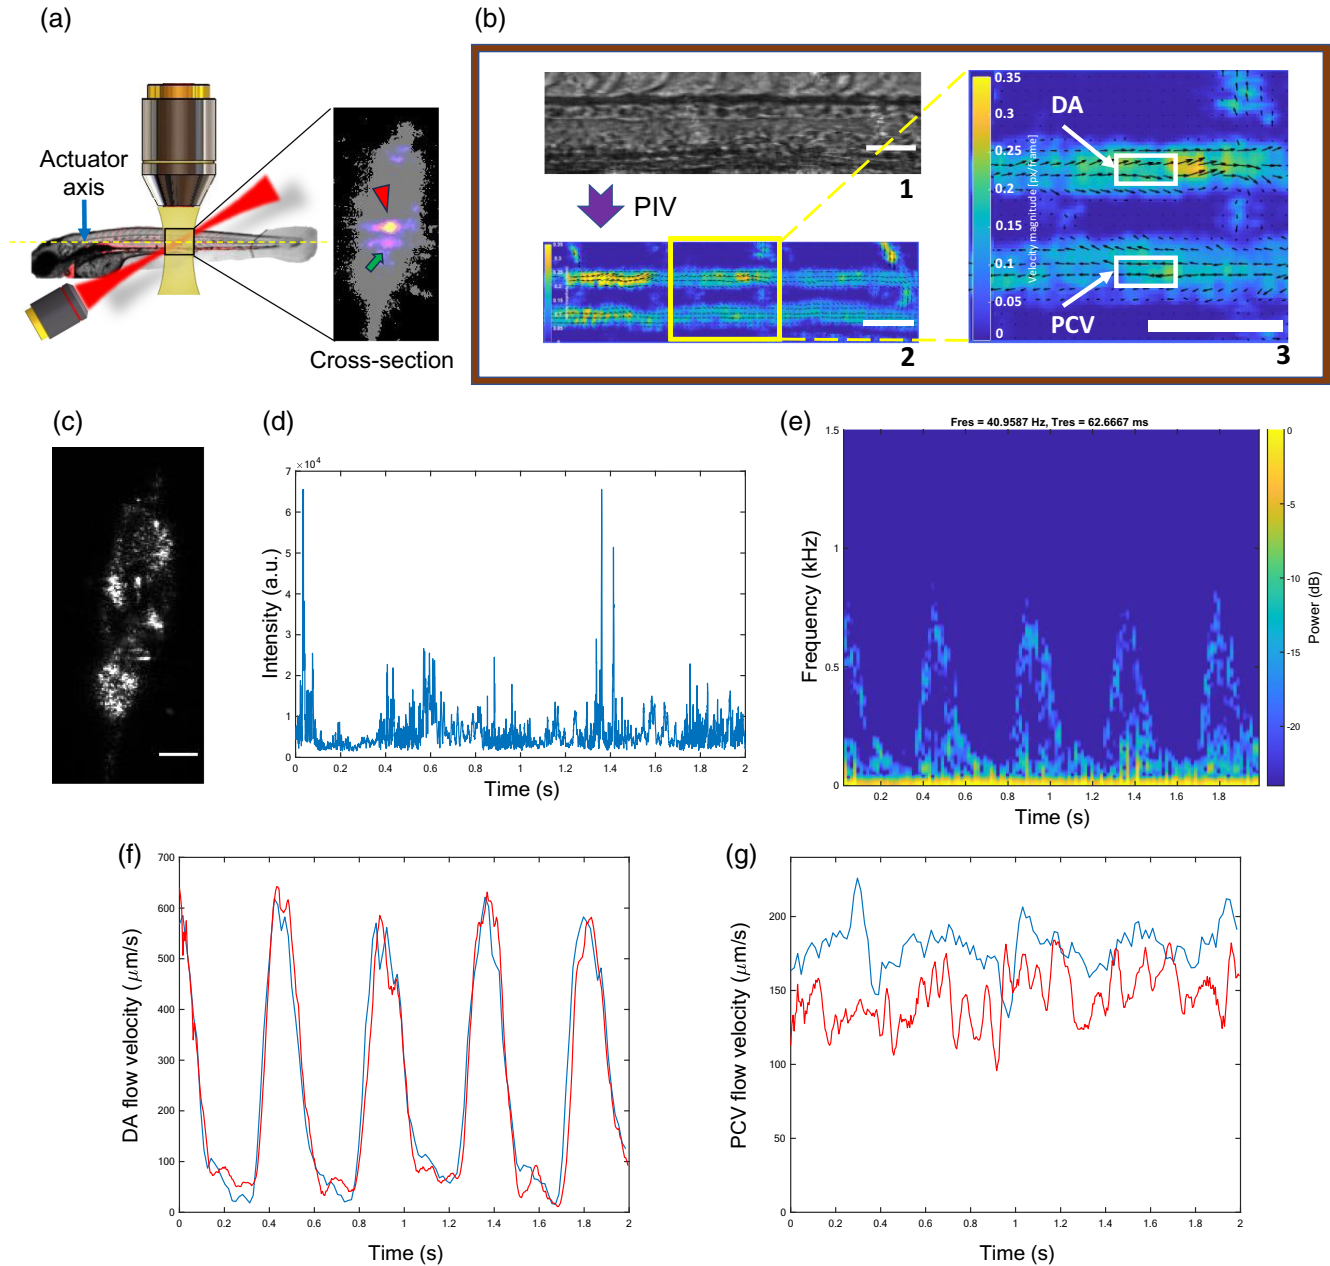 (a)
Actuator
axis
Cross-section
(b)
1
PIV
2
0.35
0.3
0.25
0.2
0.15
0.1
0.05
0
Velocity magnitude [px/frame]
DA
PCV
3
(c)
(d)
×10⁴
7
6
5
4
3
2
1
0
Intensity (a.u.)
0 0.2 0.4 0.6 0.8 1 1.2 1.4 1.6 1.8 2
Time (s)
(e)
Fres = 40.9587 Hz, Tres = 62.6667 ms
1.5
1
0.5
0
Frequency (kHz)
0.2 0.4 0.6 0.8 1 1.2 1.4 1.6 1.8
Time (s)
0
-5
-10
-15
-20
Power (dB)
(f)
700
600
500
400
300
200
100
0
DA flow velocity (μm/s)
0 0.2 0.4 0.6 0.8 1 1.2 1.4 1.6 1.8 2
Time (s)
(g)
200
150
100
50
0
PCV flow velocity (μm/s)
0 0.2 0.4 0.6 0.8 1 1.2 1.4 1.6 1.8 2
Time (s)